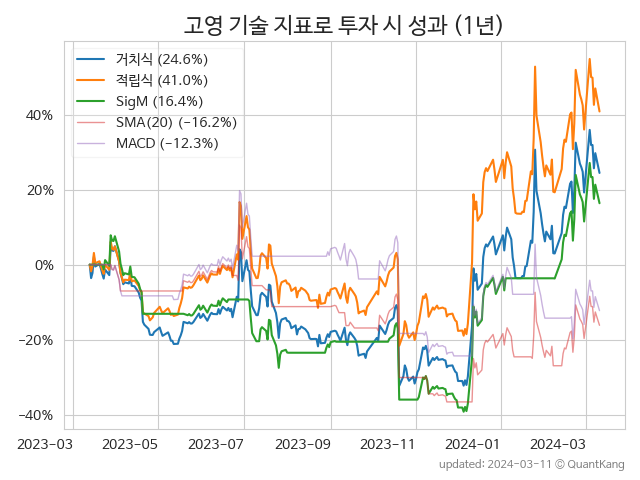 고영 기술 지표로 투자 시 성과 (1년)
거치식 (24.6%)
적립식 (41.0%)
SigM (16.4%)
SMA(20) (−16.2%)
MACD (−12.3%)
40%
20%
0%
−20%
−40%
2023-03 2023-05 2023-07 2023-09 2023-11 2024-01 2024-03
updated: 2024-03-11 © QuantKang